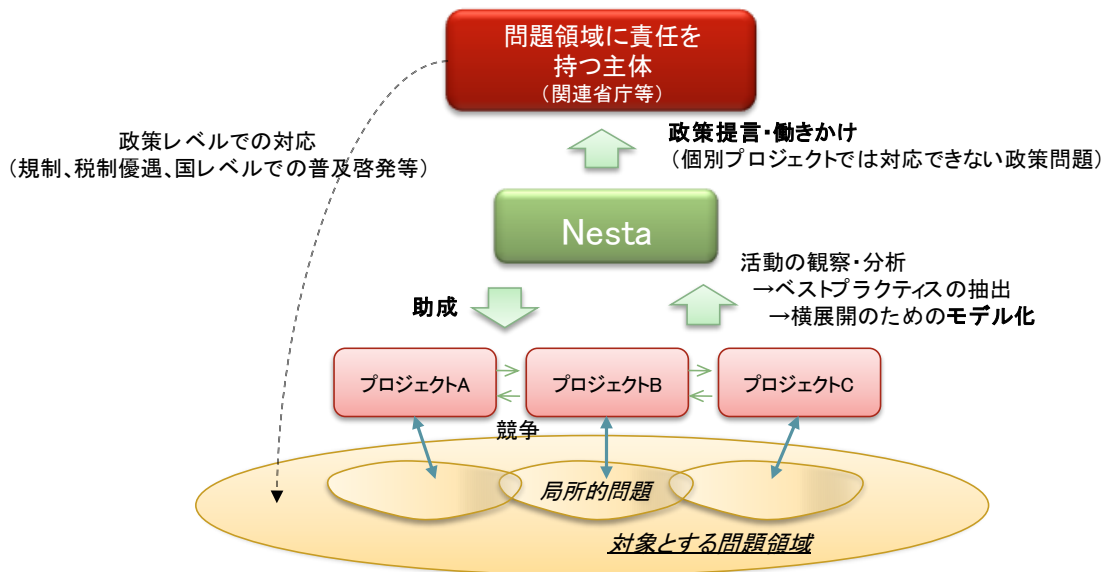 問題領域に責任を
持つ主体
（関連省庁等）
政策レベルでの対応
（規制、税制優遇、国レベルでの普及啓発等）
政策提言・働きかけ
（個別プロジェクトでは対応できない政策問題）
Nesta
活動の観察・分析
→ベストプラクティスの抽出
→横展開のためのモデル化
助成
プロジェクトA
プロジェクトB
プロジェクトC
競争
局所的問題
対象とする問題領域